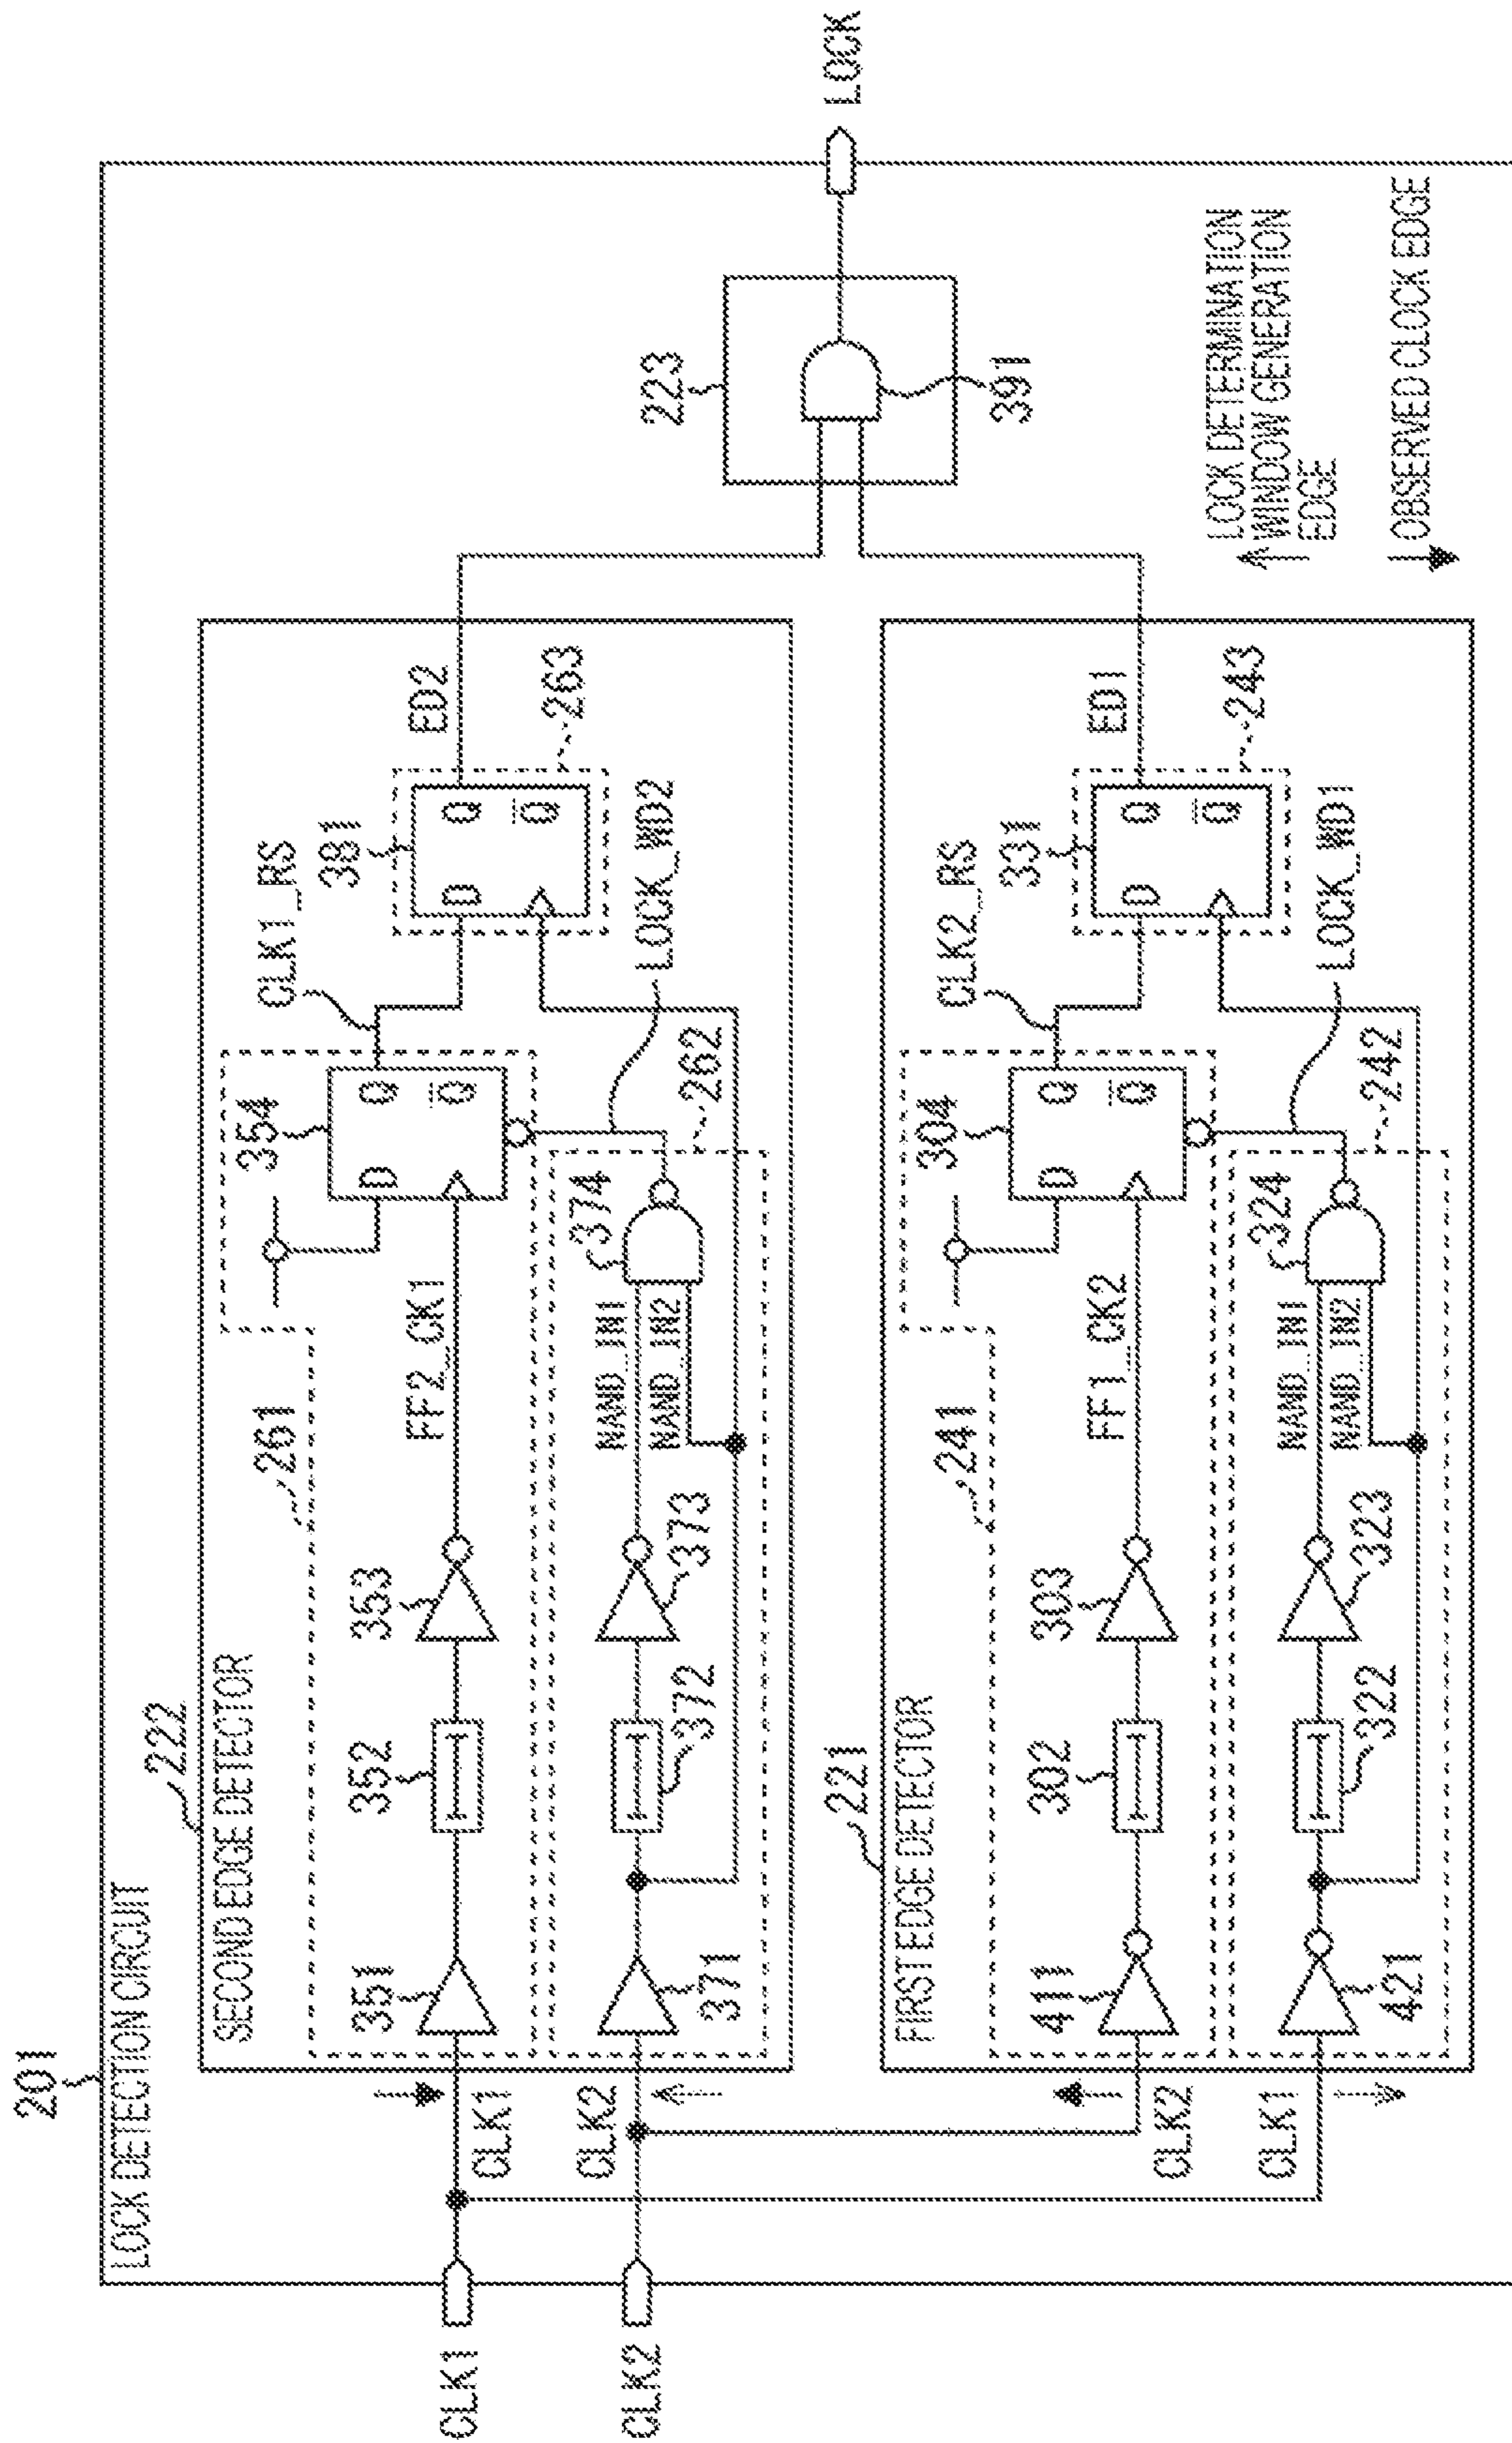 201
LOCK DETECTION CIRCUIT
222
SECOND EDGE DETECTOR
261
354
CLK1_RS
381
ED2
351
352
353
FF2_CK1
D
Q
Q
D
Q
Q
263
CLK1
CLK1
CLK2
CLK2
371
372
373
NAND_IN1
NAND_IN2
374
262
LOCK_WD2
223
391
LOCK
221
FIRST EDGE DETECTOR
241
304
CLK2_RS
331
ED1
411
302
303
FF1_CK2
D
Q
Q
D
Q
Q
243
CLK2
CLK1
421
322
323
NAND_IN1
NAND_IN2
324
242
LOCK_WD1
LOCK DETERMINATION
WINDOW GENERATION
EDGE
OBSERVED CLOCK EDGE